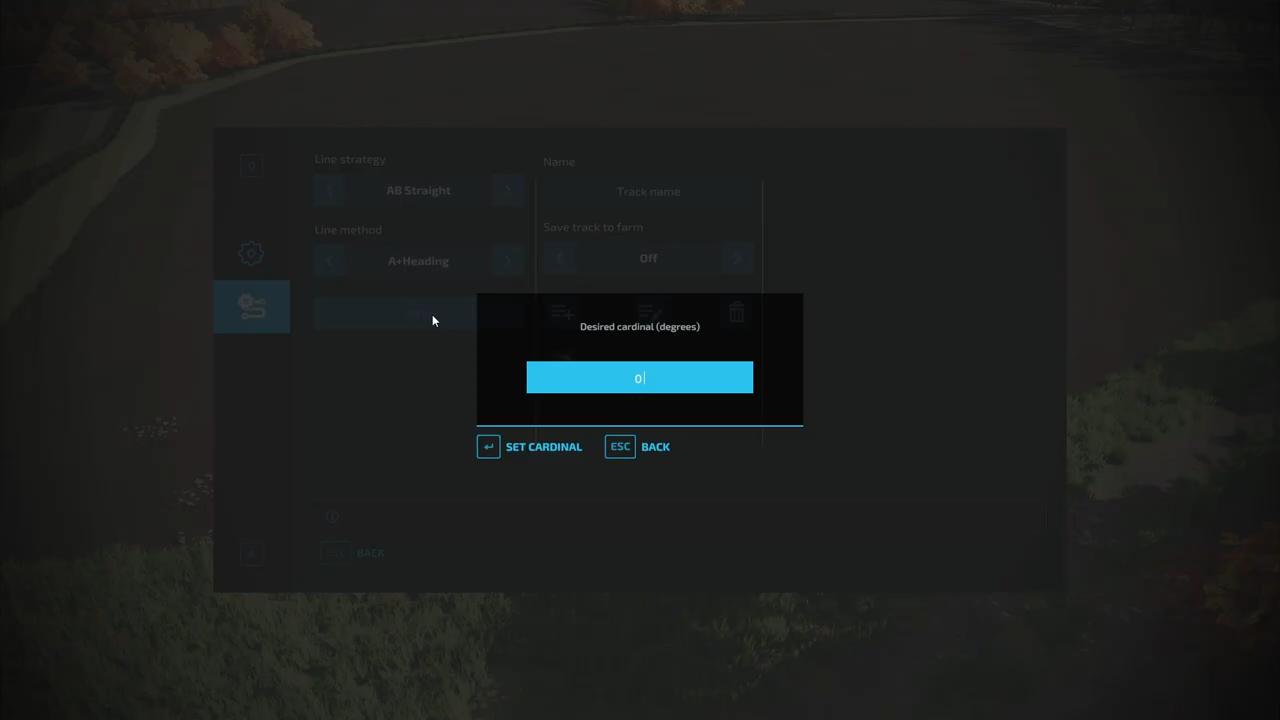 Line strategy
AB Straight
Line method
A+Heading
Name
Track name
Save track to farm
Off
Desired cardinal (degrees)
0
SET CARDINAL
ESC BACK
ESC BACK